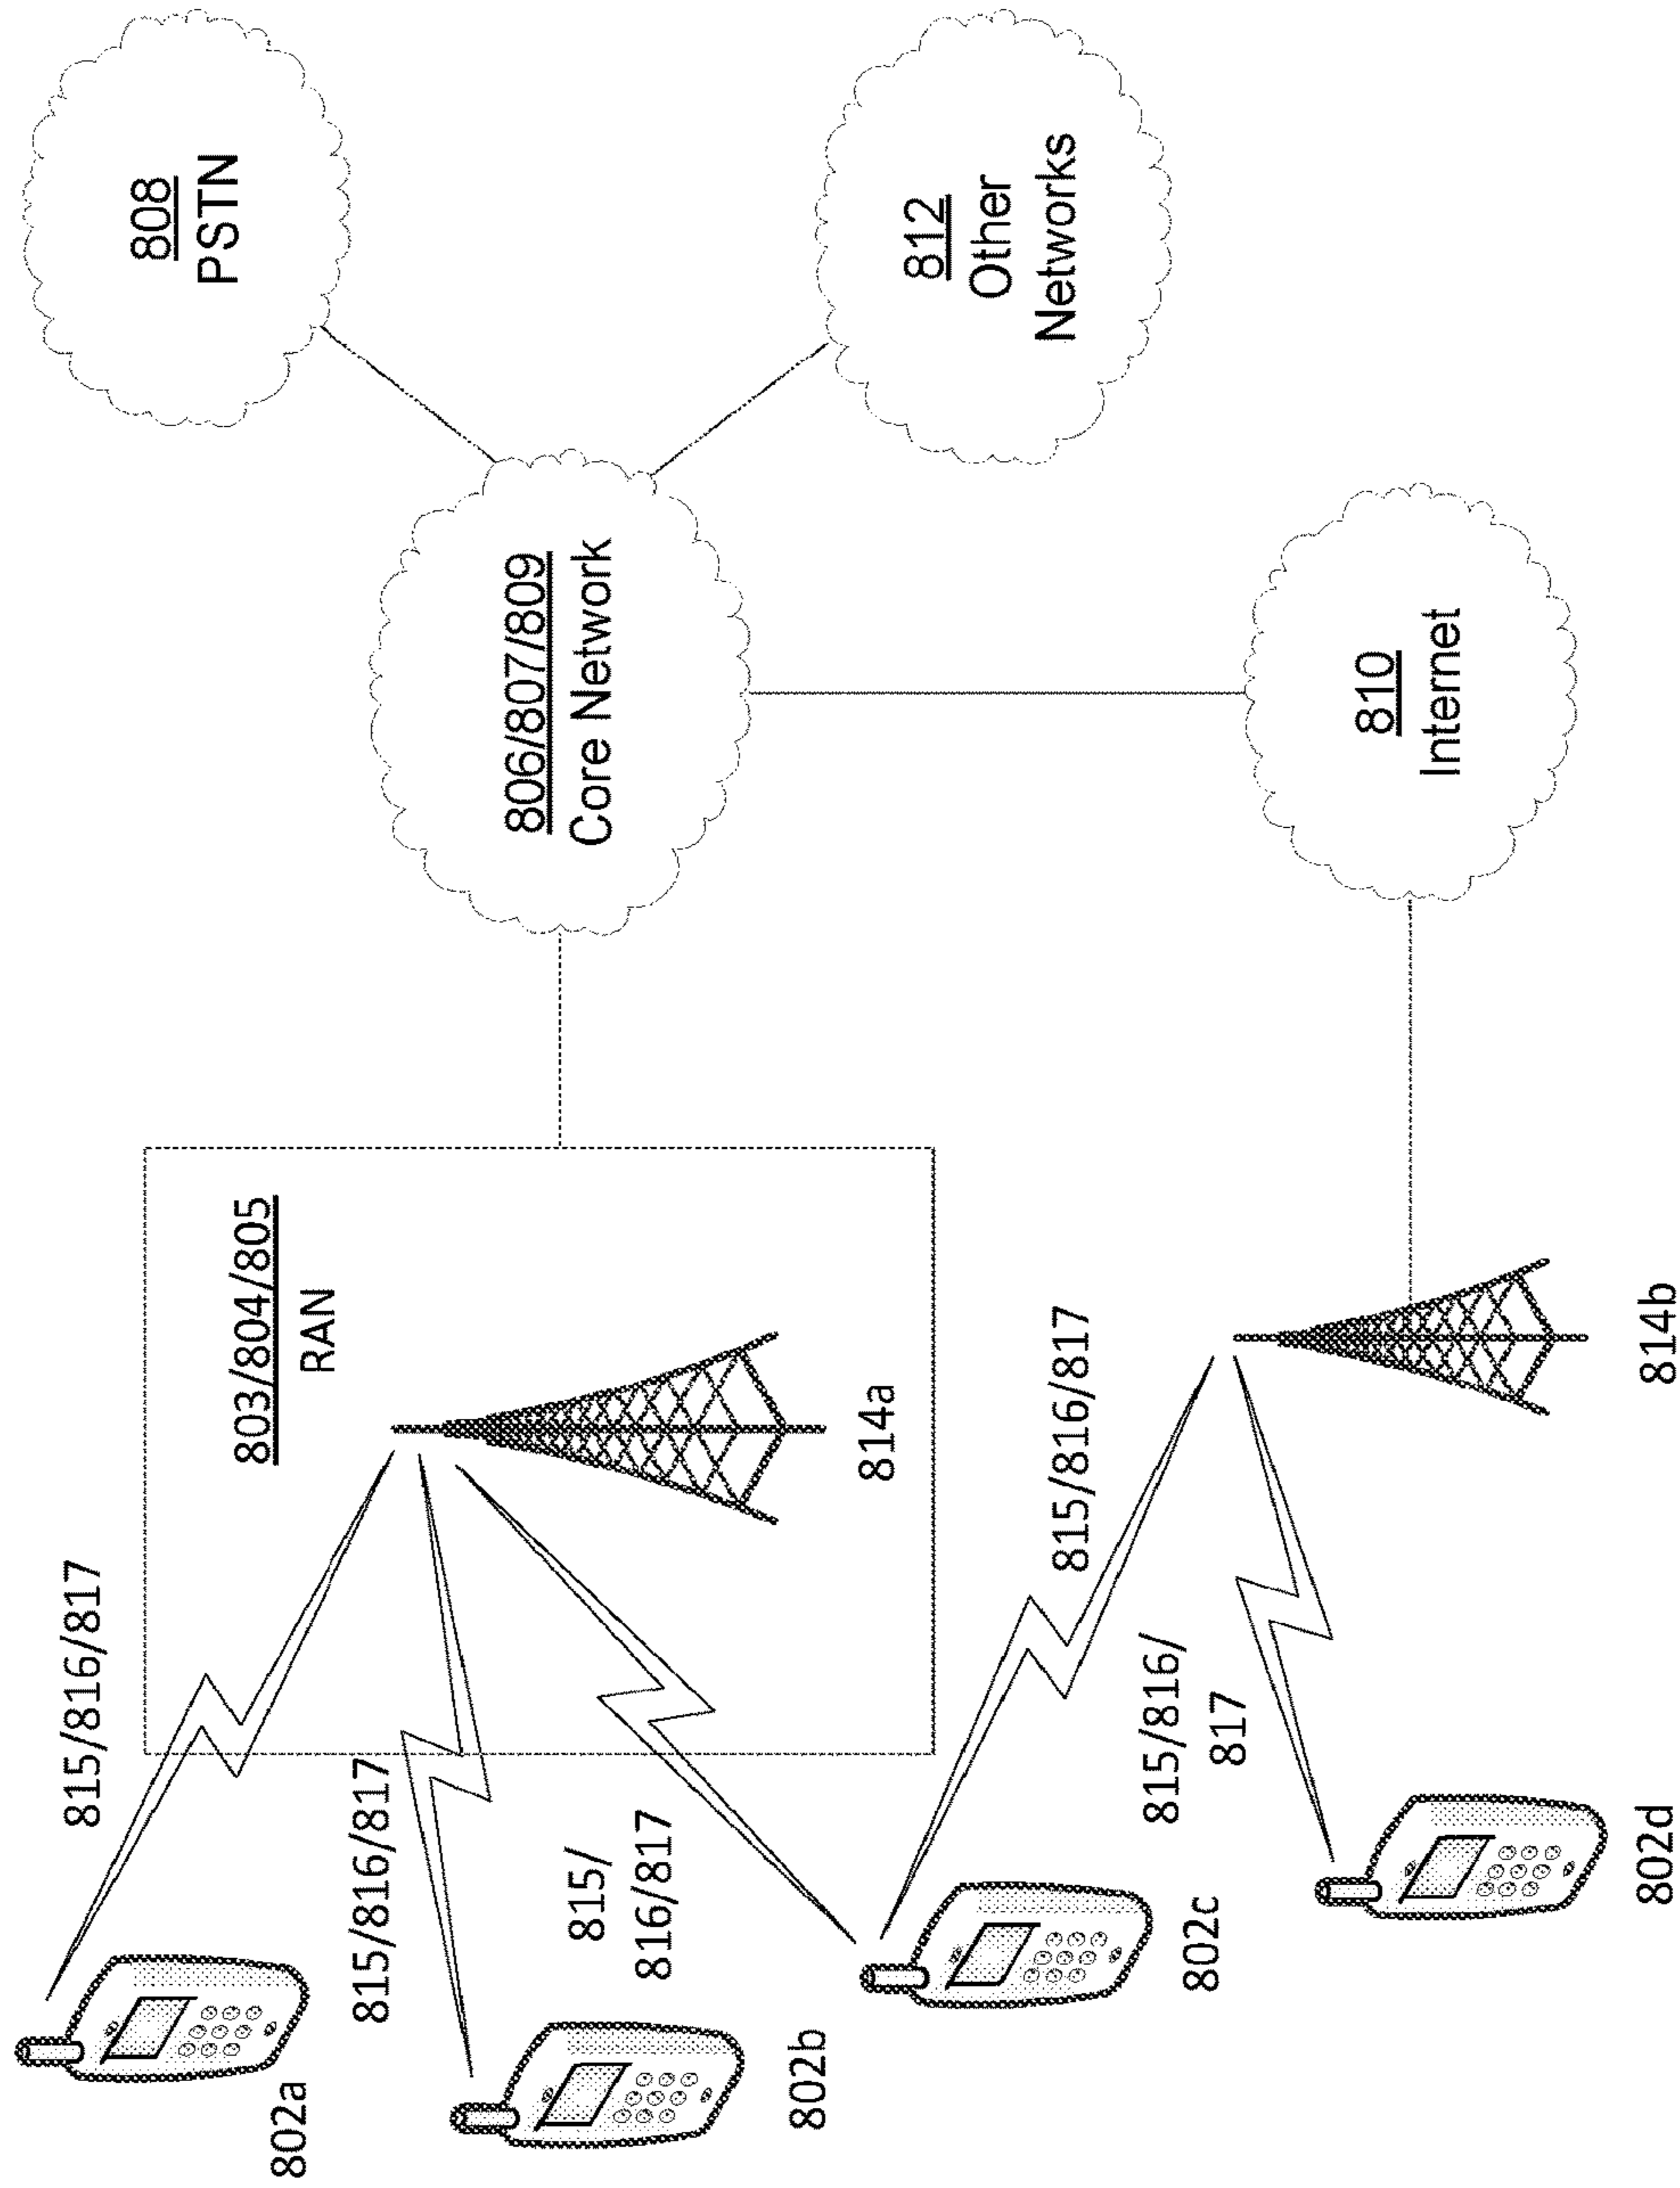 802a
815/816/817
803/804/805
RAN
808
PSTN
802b
815/816/817
815/
816/817
814a
806/807/809
Core Network
812
Other
Networks
802c
815/816/817
815/816/
817
802d
814b
810
Internet